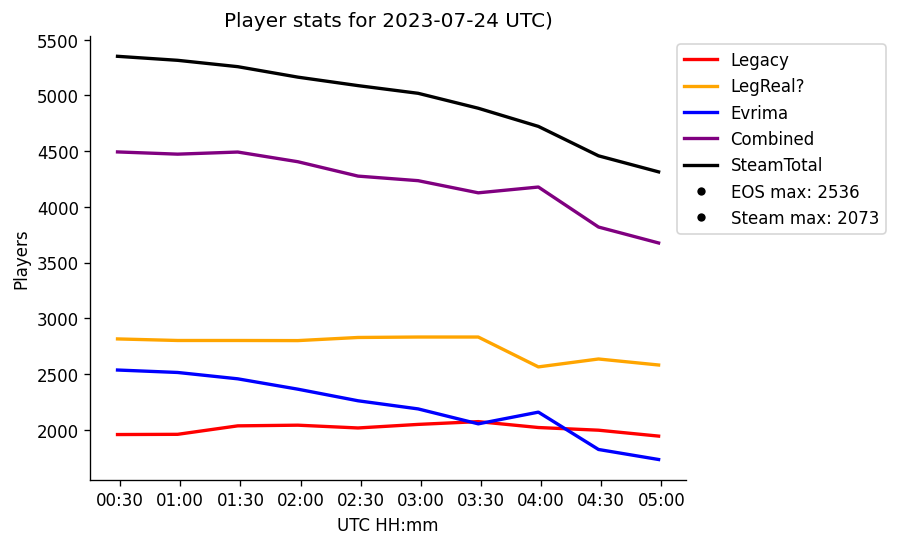 Player stats for 2023-07-24 UTC)
5500
5000
4500
4000
3500
3000
2500
2000
Players
00:30 01:00 01:30 02:00 02:30 03:00 03:30 04:00 04:30 05:00
UTC HH:mm
Legacy
LegReal?
Evrima
Combined
SteamTotal
EOS max: 2536
Steam max: 2073